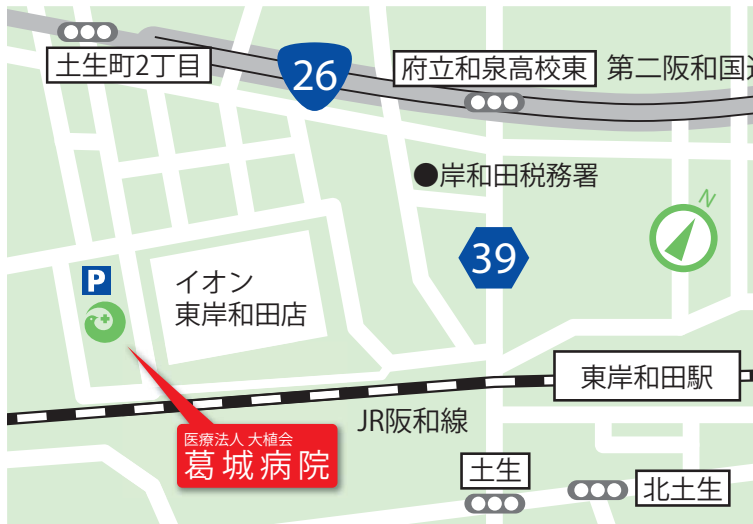 土生町2丁目
26
府立和泉高校東
第二阪和国道
●岸和田税務署
N
39
P
イオン
東岸和田店
東岸和田駅
JR阪和線
医療法人 大植会
葛城病院
土生
北土生